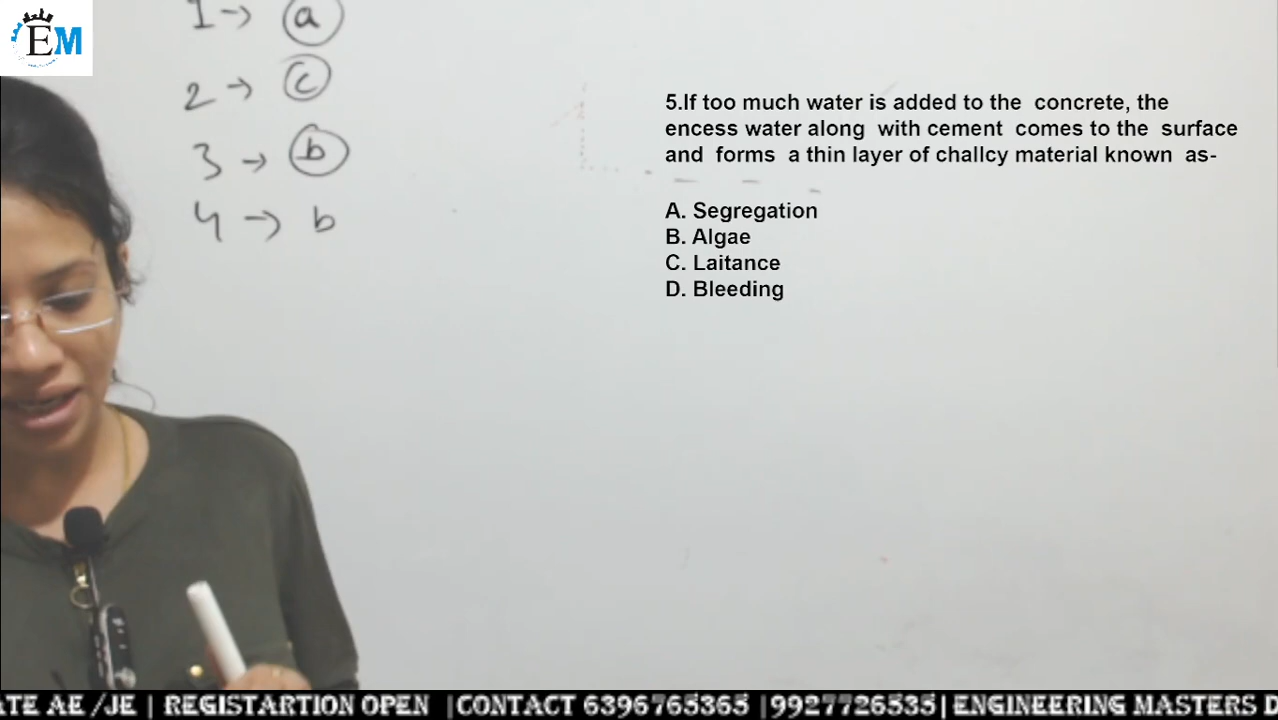 EM
1 → a
2 → c
3 → b
4 → b
5.If too much water is added to the concrete, the
encess water along with cement comes to the surface
and forms a thin layer of challcy material known as-
A. Segregation
B. Algae
C. Laitance
D. Bleeding
ATE AE /JE | REGISTARTION OPEN |CONTACT 6396765365 |9927726535| ENGINEERING MASTERS D